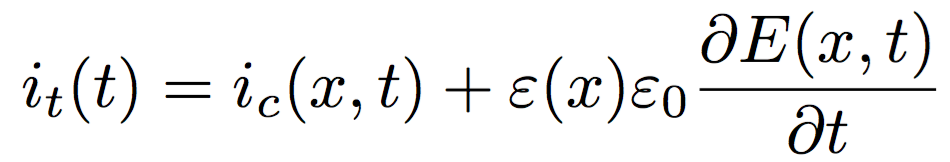 i_t(t) = i_c(x, t) + ε(x)ε_0 ∂E(x, t)/∂t